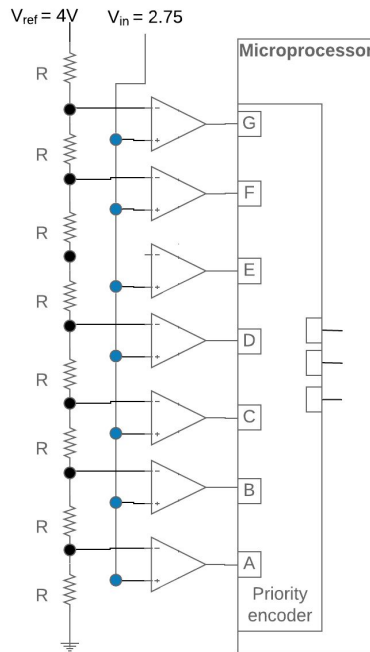 Vref = 4V
Vin = 2.75
Microprocessor
R
G
R
F
R
E
R
D
R
C
R
B
R
A
R
Priority
encoder